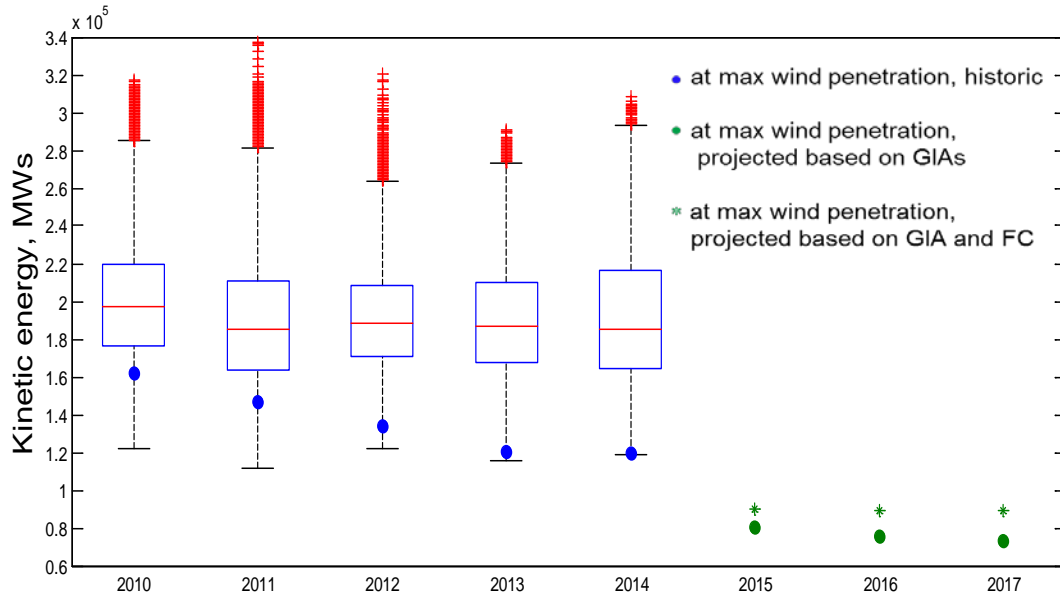 x 10⁵
3.4
3.2
3
2.8
2.6
2.4
2.2
2
1.8
1.6
1.4
1.2
1
0.8
0.6
Kinetic energy, MWs
at max wind penetration, historic
at max wind penetration,
projected based on GIAs
at max wind penetration,
projected based on GIA and FC
2010 2011 2012 2013 2014 2015 2016 2017